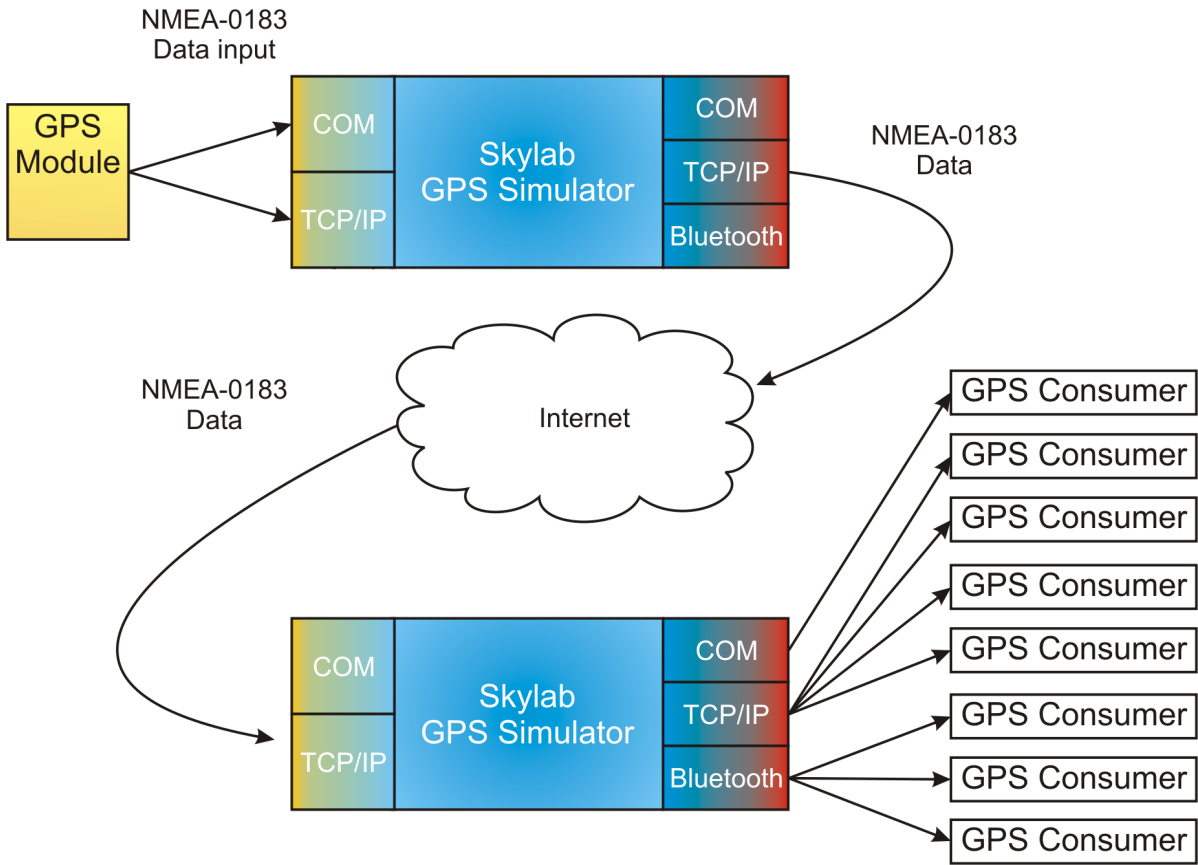 NMEA-0183
Data input
GPS
Module
COM
TCP/IP
Skylab
GPS Simulator
COM
TCP/IP
Bluetooth
NMEA-0183
Data
Internet
NMEA-0183
Data
COM
TCP/IP
Skylab
GPS Simulator
COM
TCP/IP
Bluetooth
GPS Consumer
GPS Consumer
GPS Consumer
GPS Consumer
GPS Consumer
GPS Consumer
GPS Consumer
GPS Consumer